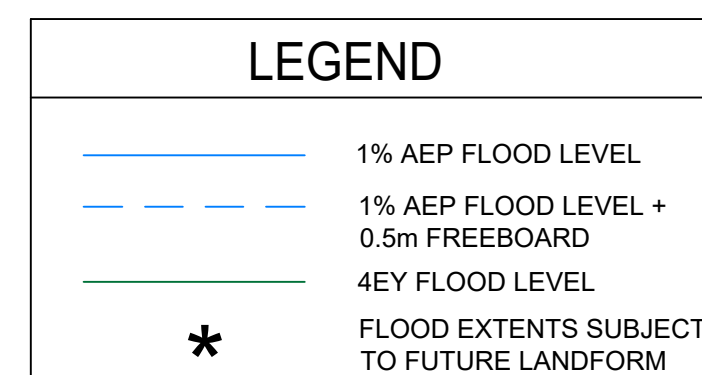 LEGEND
1% AEP FLOOD LEVEL
1% AEP FLOOD LEVEL +
0.5m FREEBOARD
4EY FLOOD LEVEL
* FLOOD EXTENTS SUBJECT
TO FUTURE LANDFORM